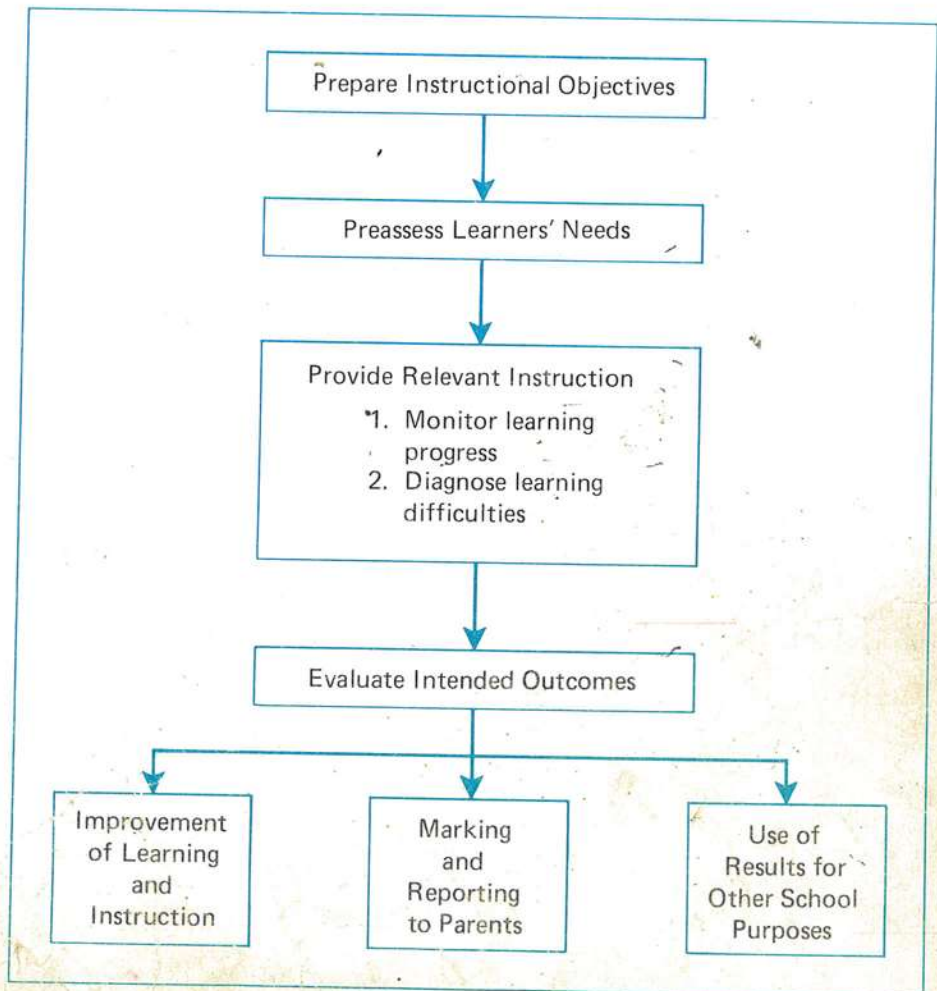 Prepare Instructional Objectives
Preassess Learners' Needs
Provide Relevant Instruction
1. Monitor learning
progress
2. Diagnose learning
difficulties
Evaluate Intended Outcomes
Improvement
of Learning
and
Instruction
Marking
and
Reporting
to Parents
Use of
Results for
Other School
Purposes